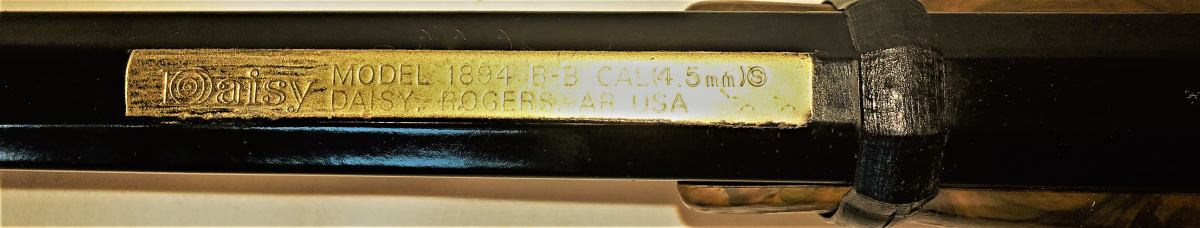 Daisy MODEL 1894 B-B CAL(4.5mm)Ⓢ
DAISY, ROGERS, AR USA